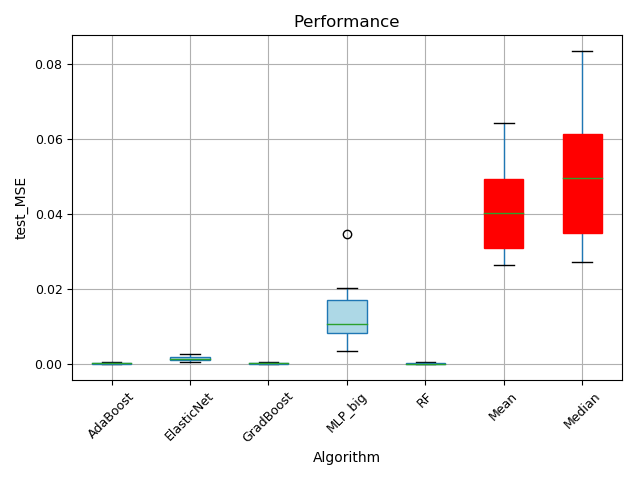 Performance
0.08
0.06
0.04
0.02
0.00
test_MSE
AdaBoost
ElasticNet
GradBoost
MLP_big
RF
Mean
Median
Algorithm